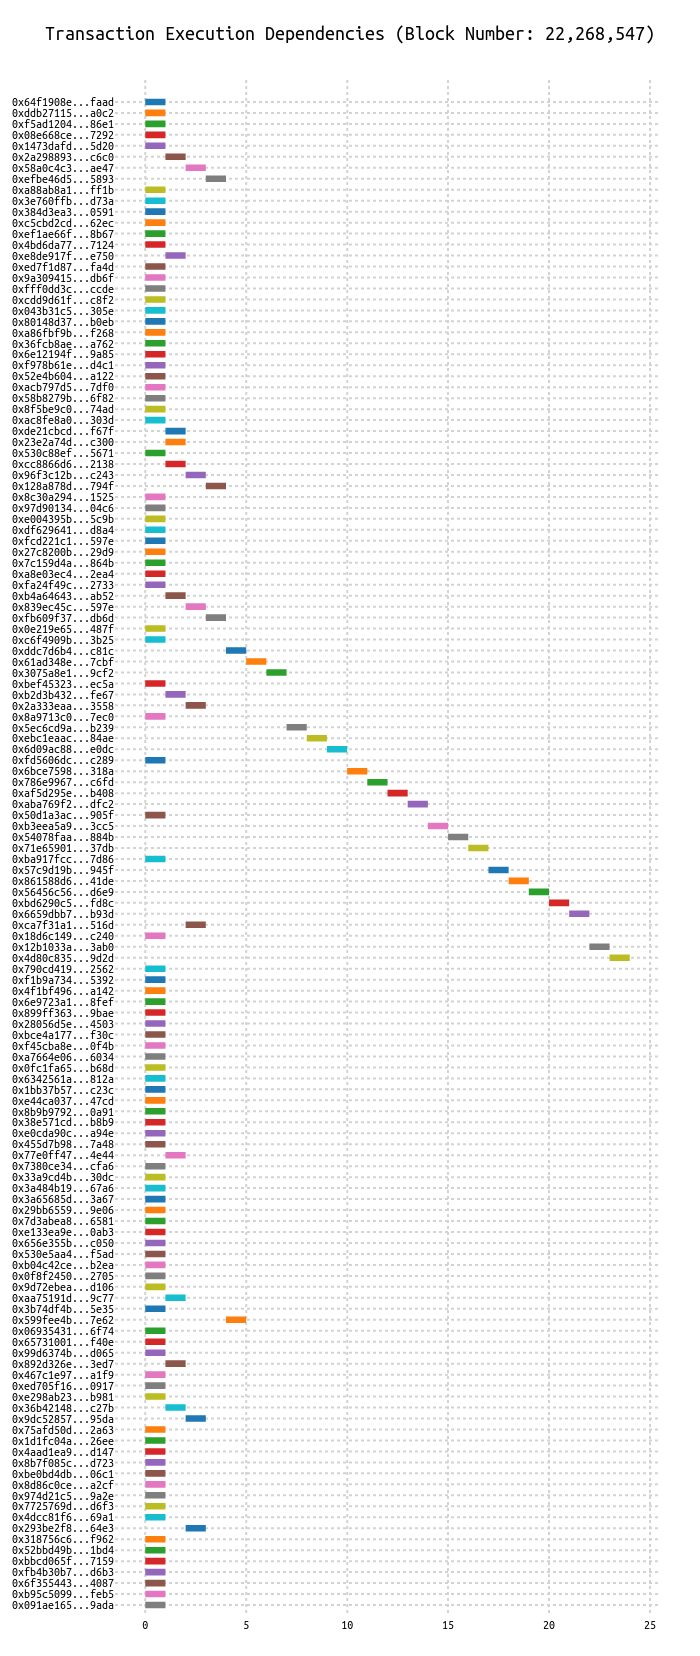 Transaction Execution Dependencies (Block Number: 22,268,547)
0x64f1908e...faad
0xddb27115...a0c2
0xf5ad1204...86e1
0x08e668ce...7292
0x1473dafd...5d20
0x2a298893...c6c0
0x58a0c4c3...ae47
0xefbe46d5...5893
0xa88ab8a1...ff1b
0x3e760ffb...d73a
0x384d3ea3...0591
0xc5cbd2cd...62ec
0xef1ae66f...8b67
0x4bd6da77...7124
0xe8de917f...e750
0xed7f1d87...fa4d
0x9a309415...db6f
0xfff0dd3c...ccde
0xcdd9d61f...c8f2
0x043b31c5...305e
0x80148d37...b0eb
0xa86fbf9b...f268
0x36fcb8ae...a762
0x6e12194f...9a85
0xf978b61e...d4c1
0x52e4b604...a122
0xacb797d5...7df0
0x58b8279b...6f82
0x8f5be9c0...74ad
0xac8fe8a0...303d
0xde21cbcd...f67f
0x23e2a74d...c300
0x530c88ef...5671
0xcc8866d6...2138
0x96f3c12b...c243
0x128a878d...794f
0x8c30a294...1525
0x97d90134...04c6
0xe004395b...5c9b
0xdf629641...d8a4
0xfcd221c1...597e
0x27c8200b...29d9
0x7c159d4a...864b
0xa8e03ec4...2ea4
0xfa24f49c...2733
0xb4a64643...ab52
0x839ec45c...597e
0xfb609f37...db6d
0x0e219e65...487f
0xc6f4909b...3b25
0xddc7d6b4...c81c
0x61ad348e...7cbf
0x3075a8e1...9cf2
0xbef45323...ec5a
0xb2d3b432...fe67
0x2a333eaa...3558
0x8a9713c0...7ec0
0x5ec6cd9a...b239
0xebc1eaac...84ae
0x6d09ac88...e0dc
0xfd5606dc...c289
0x6bce7598...318a
0x786e9967...c6fd
0xaf5d295e...b408
0xaba769f2...dfc2
0x50d1a3ac...905f
0xb3eea5a9...3cc5
0x54078faa...884b
0x71e65901...37db
0xba917fcc...7d86
0x57c9d19b...945f
0x861588d6...41de
0x56456c56...d6e9
0xbd6290c5...fd8c
0x6659dbb7...b93d
0xca7f31a1...516d
0x18d6c149...c240
0x12b1033a...3ab0
0x4d80c835...9d2d
0x790cd419...2562
0xf1b9a734...5392
0x4f1bf496...a142
0x6e9723a1...8fef
0x899ff363...9bae
0x28056d5e...4503
0xbce4a177...f30c
0xf45cba8e...0f4b
0xa7664e06...6034
0x0fc1fa65...b68d
0x6342561a...812a
0x1bb37b57...c23c
0xe44ca037...47cd
0x8b9b9792...0a91
0x38e571cd...b8b9
0xe0cda90c...a94e
0x455d7b98...7a48
0x77e0ff47...4e44
0x7380ce34...cfa6
0x33a9cd4b...30dc
0x3a484b19...67a6
0x3a65685d...3a67
0x29bb6559...9e06
0x7d3abea8...6581
0xe133ea9e...0ab3
0x656e355b...c050
0x530e5aa4...f5ad
0xb04c42ce...b2ea
0x0f8f2450...2705
0x9d72ebea...d106
0xaa75191d...9c77
0x3b74df4b...5e35
0x599fee4b...7e62
0x06935431...6f74
0x65731001...f40e
0x99d6374b...d065
0x892d326e...3ed7
0x467c1e97...a1f9
0xed705f16...0917
0xe298ab23...b981
0x36b42148...c27b
0x9dc52857...95da
0x75afd50d...2a63
0x1d1fc04a...26ee
0x4aad1ea9...d147
0x8b7f085c...d723
0xbe0bd4db...06c1
0x8d86c0ce...a2cf
0x974d21c5...9a2e
0x7725769d...d6f3
0x4dcc81f6...69a1
0x293be2f8...64e3
0x318756c6...f962
0x52bbd49b...1bd4
0xbbcd065f...7159
0xfb4b30b7...d6b3
0x6f355443...4087
0xb95c5099...feb5
0x091ae165...9ada
0 5 10 15 20 25